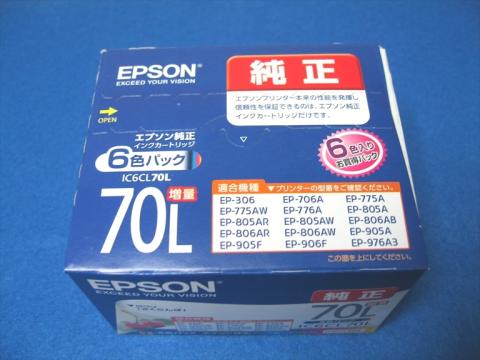 EPSON
EXCEED YOUR VISION
純正
エプソンプリンター本来の性能を発揮し
信頼性を保証できるのは、エプソン純正
インクカートリッジだけです。
OPEN
エプソン純正
インクカートリッジ
6色パック
IC6CL70L
70L
増量
6色入り
お買得パック
適合機種
▼プリンターの型番をご確認ください。
EP-306 EP-706A EP-775A
EP-775AW EP-776A EP-805A
EP-805AR EP-805AW EP-806AB
EP-806AR EP-806AW EP-905A
EP-905F EP-906F EP-976A3
この面を上にしてください。
EPSON
EXCEED YOUR VISION
純正
70L
IC6CL70L
さくらんぼ